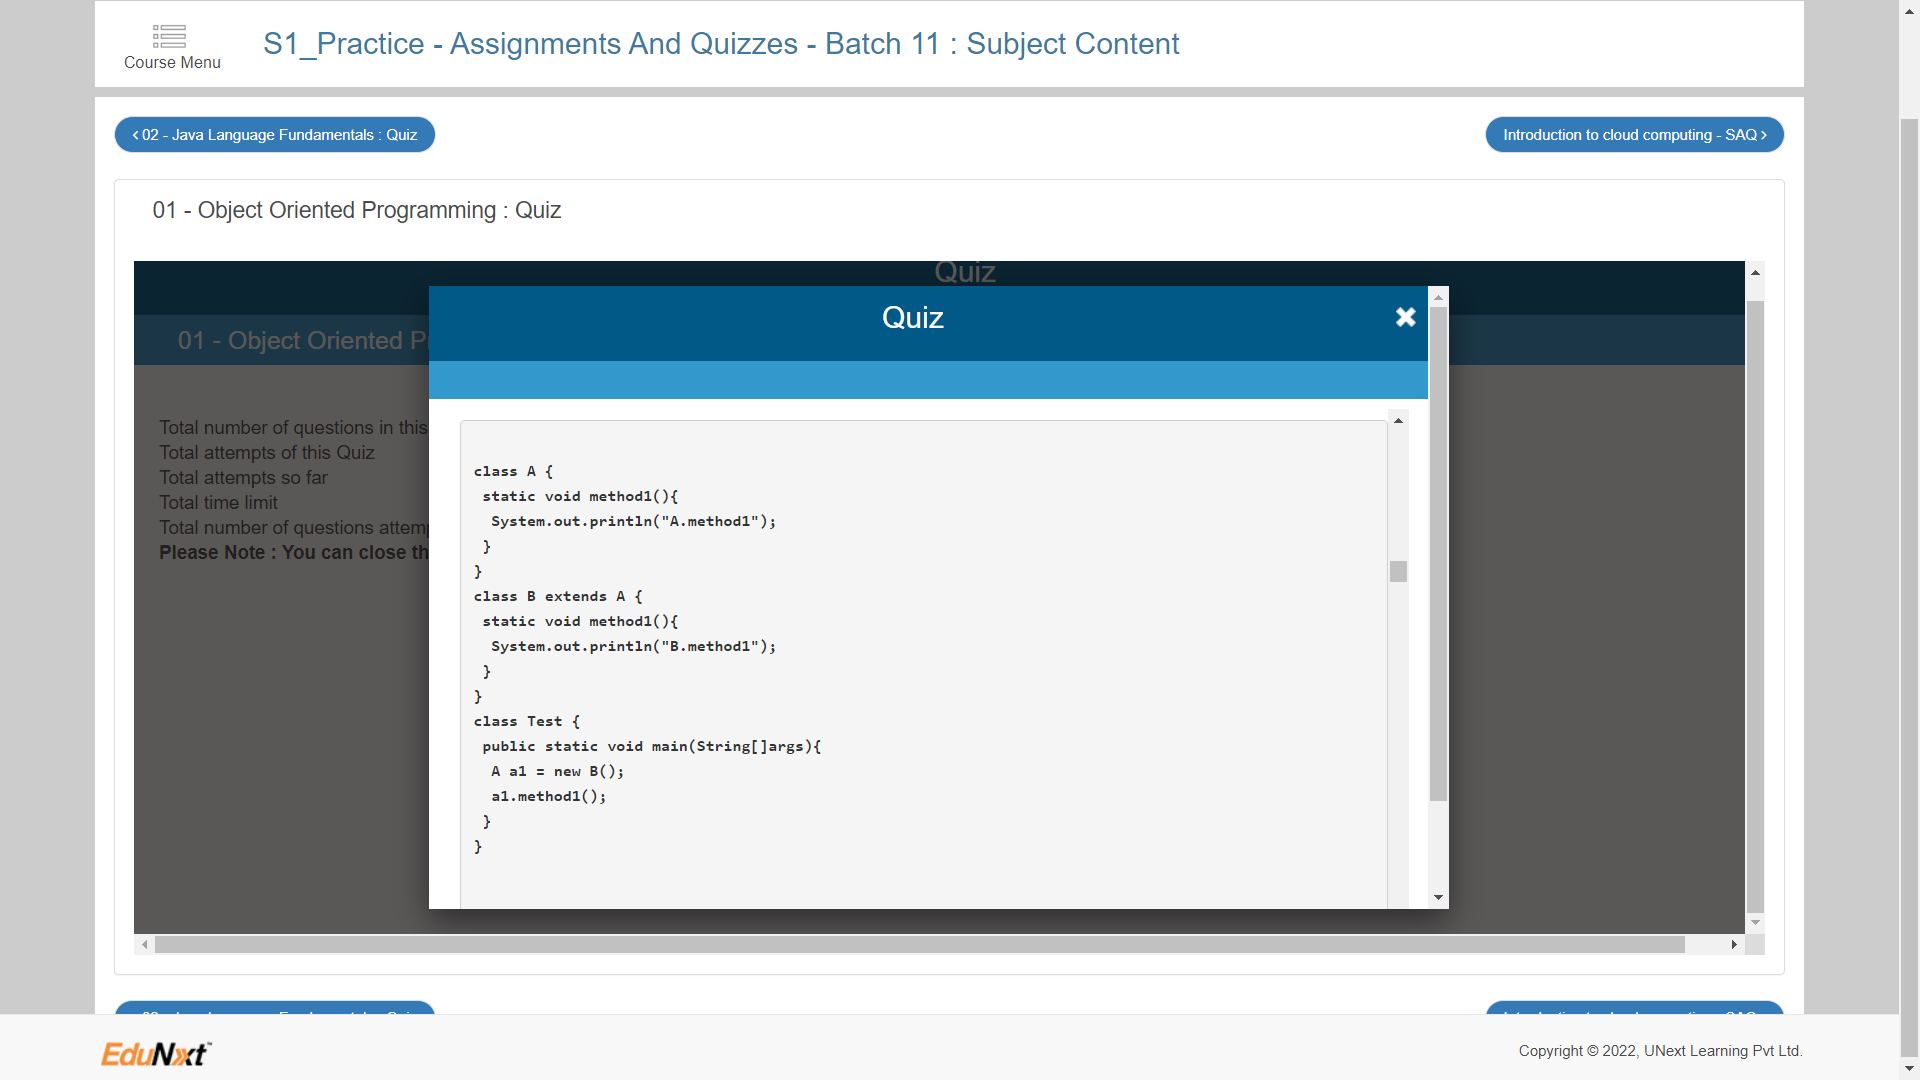 Course Menu
S1_Practice - Assignments And Quizzes - Batch 11 : Subject Content
02 - Java Language Fundamentals : Quiz
Introduction to cloud computing - SAQ
01 - Object Oriented Programming : Quiz
Quiz
01 - Object Oriented P
Quiz
Total number of questions in this
Total attempts of this Quiz
Total attempts so far
Total time limit
Total number of questions attem
Please Note : You can close th
class A {
static void method1(){
System.out.println("A.method1");
}
}
class B extends A {
static void method1(){
System.out.println("B.method1");
}
}
class Test {
public static void main(String[]args){
A a1 = new B();
a1.method1();
}
}
EduNxt™
Copyright © 2022, UNext Learning Pvt Ltd.